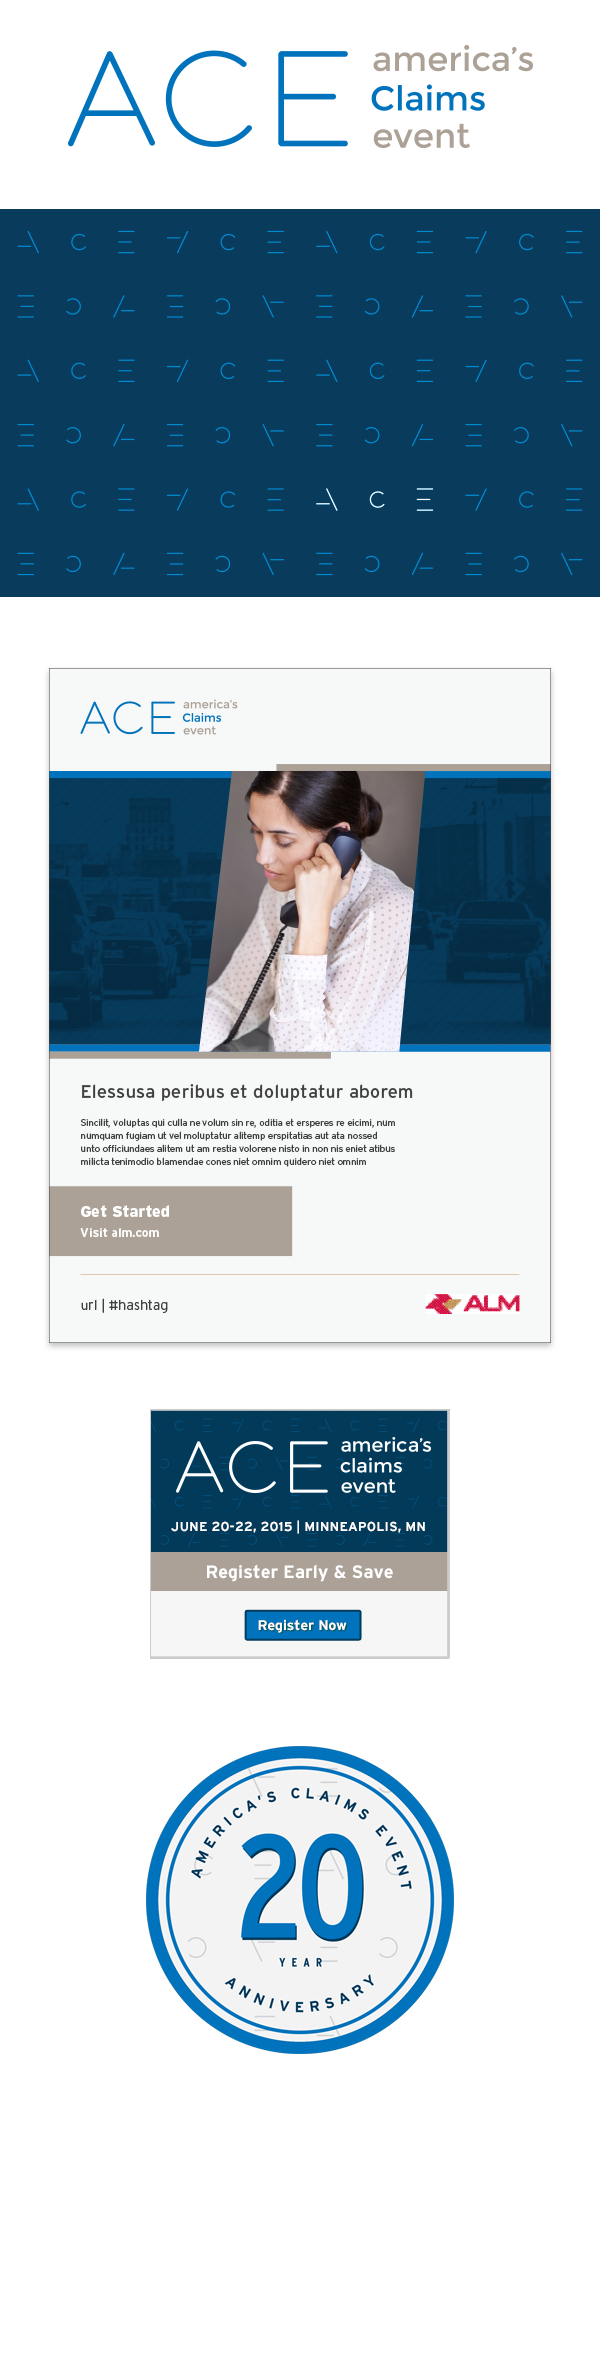 ACE
america's
Claims
event
A C E A C E A C E A C E
E C A E C A E C A E C A
A C E A C E A C E A C E
E C A E C A E C A E C A
A C E A C E A C E A C E
E C A E C A E C A E C A
ACE
america's
Claims
event
Elessusa peribus et doluptatur aborem
Sincilit, voluptas qui culla ne volum sin re, oditia et ersperes re eicimi, num
numquam fugiam ut vel moluptatur alitemp erspitatias aut ata nossed
unto officiundaes alitem ut am restia volorene nisto in non nis eniet atibus
milicta tenimodio blamendae cones niet omnim quidero niet omnim
Get Started
Visit alm.com
url | #hashtag
ALM
ACE
america's
claims
event
JUNE 20-22, 2015 | MINNEAPOLIS, MN
Register Early & Save
Register Now
AMERICA'S CLAIMS EVENT
20
YEAR
ANNIVERSARY